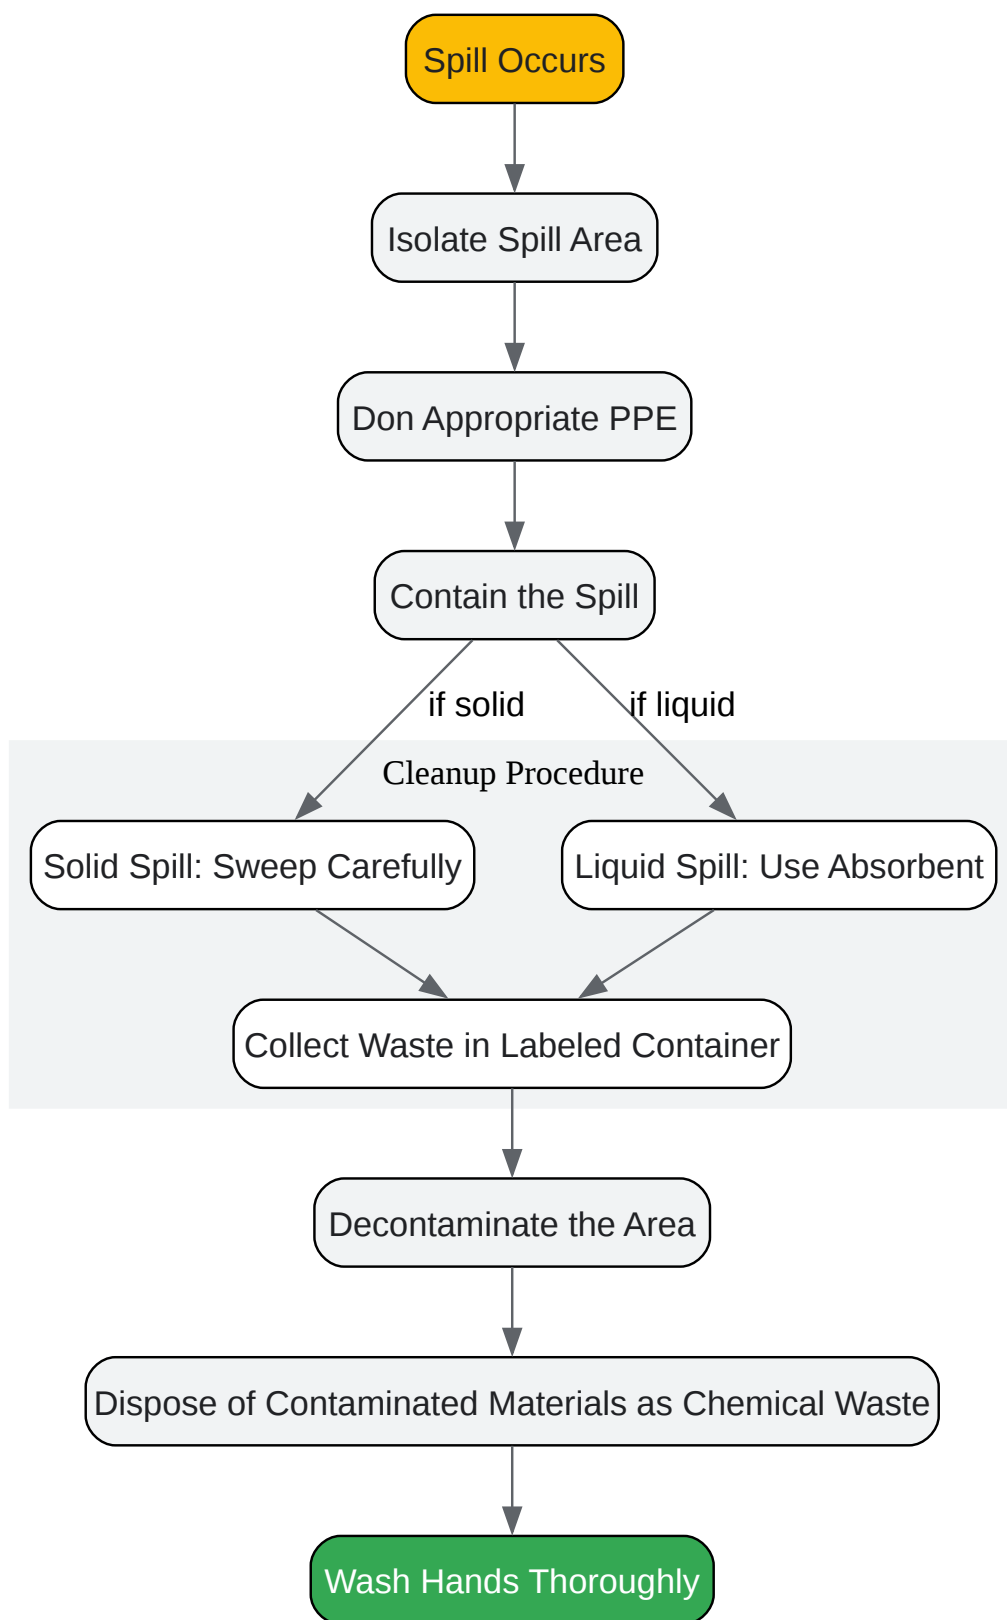 Spill Occurs
Isolate Spill Area
Don Appropriate PPE
Contain the Spill
if solid
if liquid
Cleanup Procedure
Solid Spill: Sweep Carefully
Liquid Spill: Use Absorbent
Collect Waste in Labeled Container
Decontaminate the Area
Dispose of Contaminated Materials as Chemical Waste
Wash Hands Thoroughly